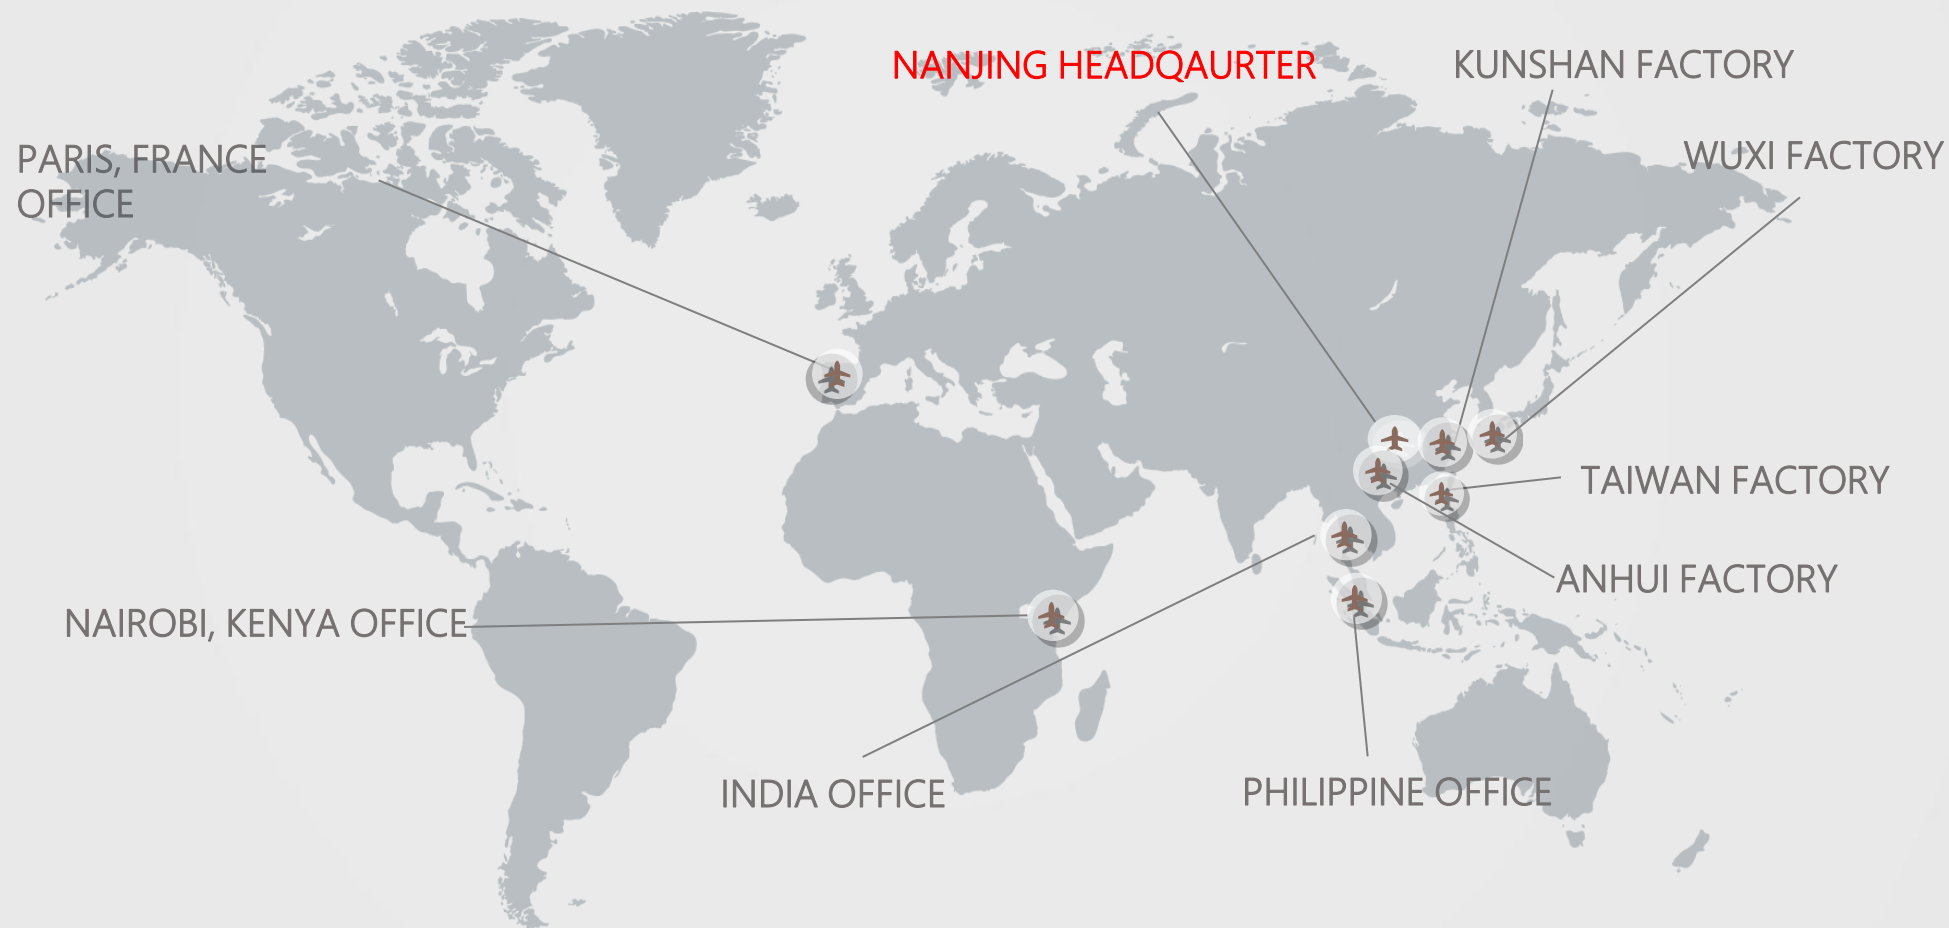 NANJING HEADQAURTER
KUNSHAN FACTORY
PARIS, FRANCE
OFFICE
WUXI FACTORY
TAIWAN FACTORY
ANHUI FACTORY
NAIROBI, KENYA OFFICE
INDIA OFFICE
PHILIPPINE OFFICE